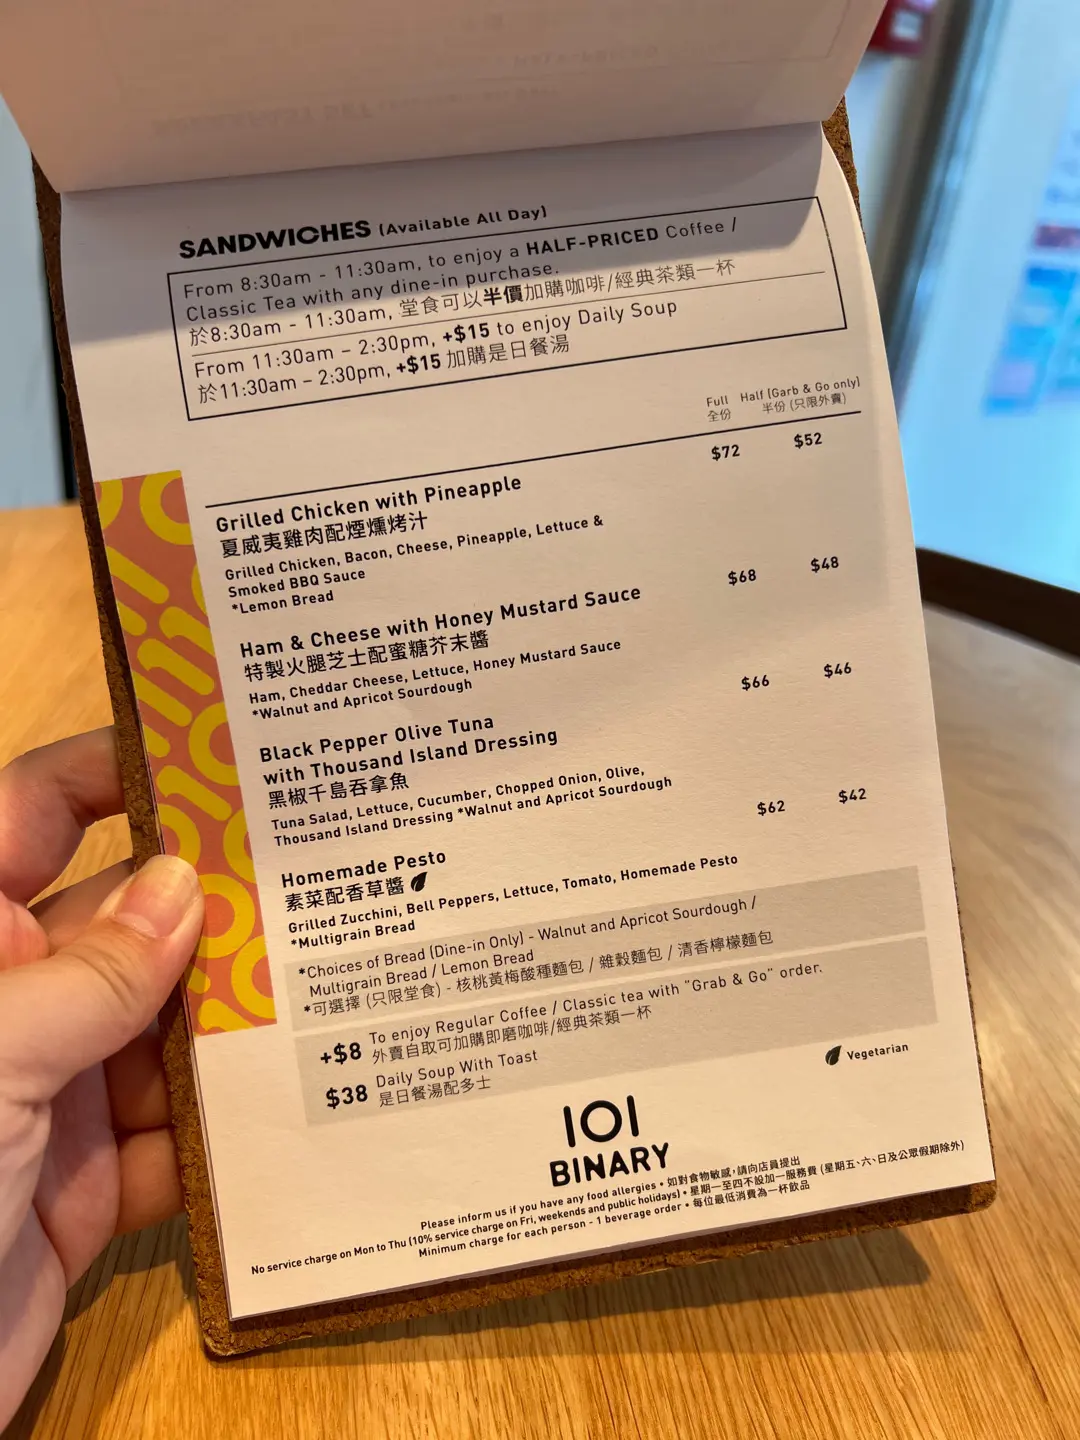 SANDWICHES (Available All Day)
From 8:30am - 11:30am, to enjoy a HALF-PRICED Coffee /
Classic Tea with any dine-in purchase.
於8:30am - 11:30am, 堂食可以半價加購咖啡/經典茶類一杯
From 11:30am – 2:30pm, +$15 to enjoy Daily Soup
於11:30am – 2:30pm, +$15 加購是日餐湯
Full Half (Garb & Go only)
全份 半份 (只限外賣)
Grilled Chicken with Pineapple $72 $52
夏威夷雞肉配煙燻烤汁
Grilled Chicken, Bacon, Cheese, Pineapple, Lettuce &
Smoked BBQ Sauce
*Lemon Bread
Ham & Cheese with Honey Mustard Sauce $68 $48
特製火腿芝士配蜜糖芥末醬
Ham, Cheddar Cheese, Lettuce, Honey Mustard Sauce
*Walnut and Apricot Sourdough
Black Pepper Olive Tuna $66 $46
with Thousand Island Dressing
黑椒千島吞拿魚
Tuna Salad, Lettuce, Cucumber, Chopped Onion, Olive,
Thousand Island Dressing *Walnut and Apricot Sourdough
Homemade Pesto $62 $42
素菜配香草醬
Grilled Zucchini, Bell Peppers, Lettuce, Tomato, Homemade Pesto
*Multigrain Bread
*Choices of Bread (Dine-in Only) - Walnut and Apricot Sourdough /
Multigrain Bread / Lemon Bread
*可選擇 (只限堂食) - 核桃黃梅酸種麵包 / 雜穀麵包 / 清香檸檬麵包
+$8 To enjoy Regular Coffee / Classic tea with "Grab & Go" order.
外賣自取可加購即磨咖啡/經典茶類一杯
$38 Daily Soup With Toast
是日餐湯配多士
Vegetarian
101
BINARY
Please inform us if you have any food allergies • 如對食物敏感，請向店員提出
No service charge on Mon to Thu (10% service charge on Fri, weekends and public holidays) • 星期一至四不設加一服務費 (星期五、六、日及公眾假期除外)
Minimum charge for each person - 1 beverage order • 每位最低消費為一杯飲品